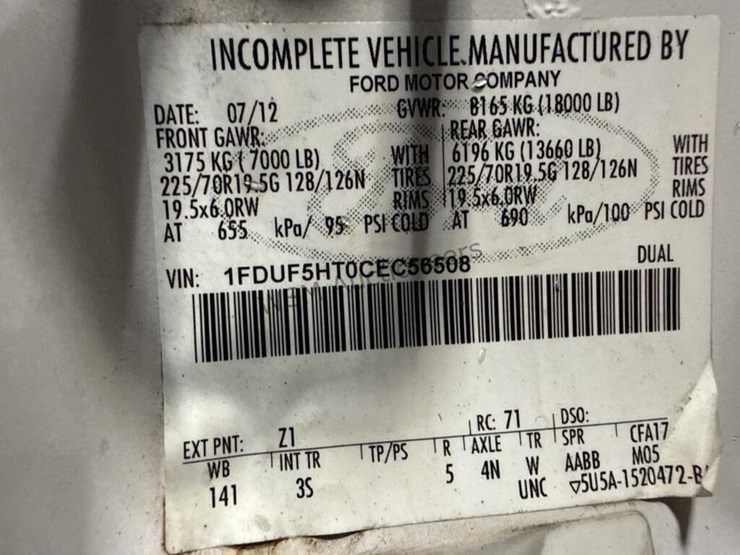 INCOMPLETE VEHICLE MANUFACTURED BY
FORD MOTOR COMPANY
DATE: 07/12 GVWR: 8165 KG (18000 LB)
FRONT GAWR: REAR GAWR:
3175 KG (7000 LB) WITH 6196 KG (13660 LB) WITH
225/70R19.5G 128/126N TIRES 225/70R19.5G 128/126N TIRES
19.5x6.0RW RIMS 19.5x6.0RW RIMS
AT 655 kPa/ 95 PSI COLD AT 690 kPa/100 PSI COLD
VIN: 1FDUF5HT0CEC56508 DUAL
EXT PNT: Z1 RC: 71 DSO:
WB INT TR TP/PS R AXLE TR SPR CFA17
141 3S 5 4N W AABB M05
UNC ▽5U5A-1520472-B